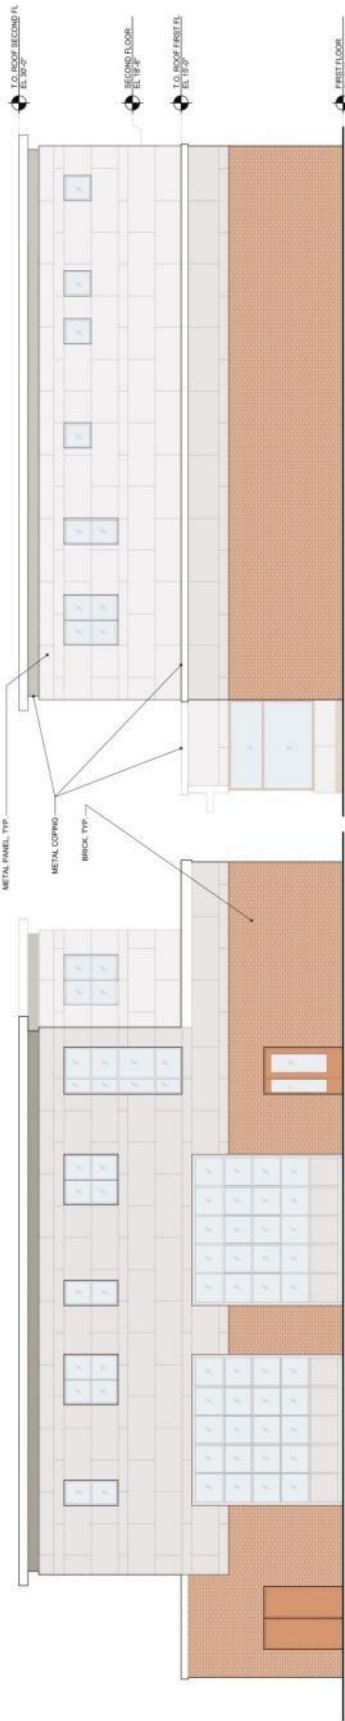 T.O. ROOF SECOND FL
EL 30'-0"
SECOND FLOOR
EL 18'-8"
T.O. ROOF FIRST FL
EL 15'-0"
FIRST FLOOR
METAL PANEL, TYP
METAL COPING
BRICK, TYP